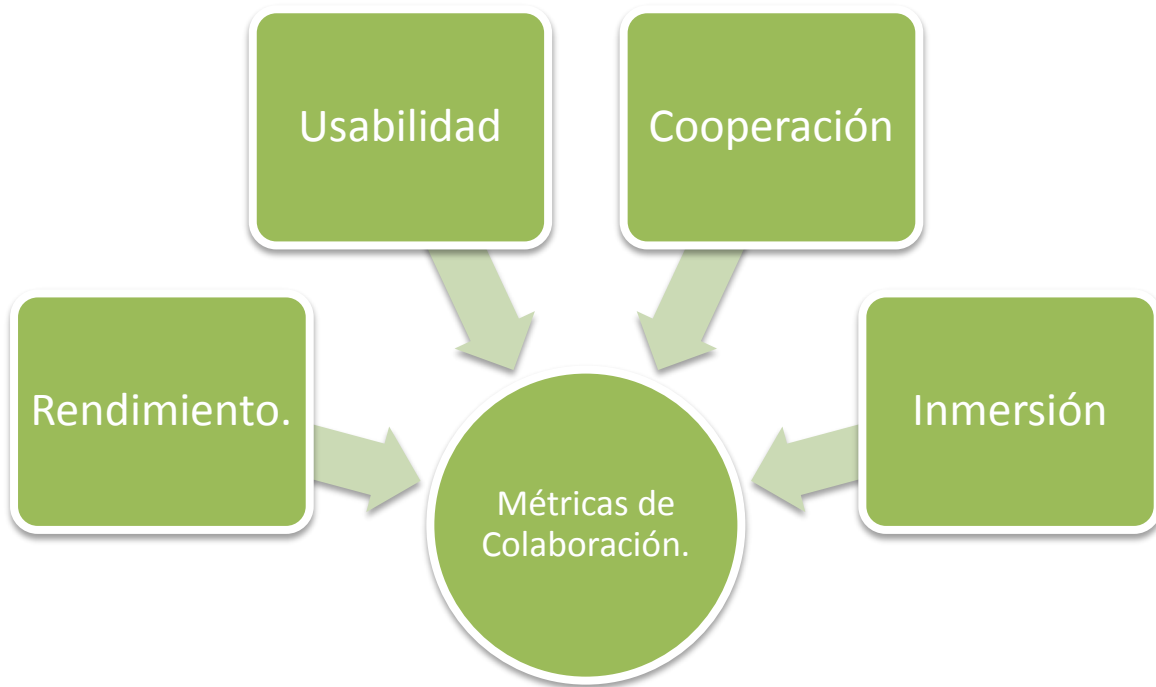 Usabilidad
Cooperación
Rendimiento.
Inmersión
Métricas de
Colaboración.